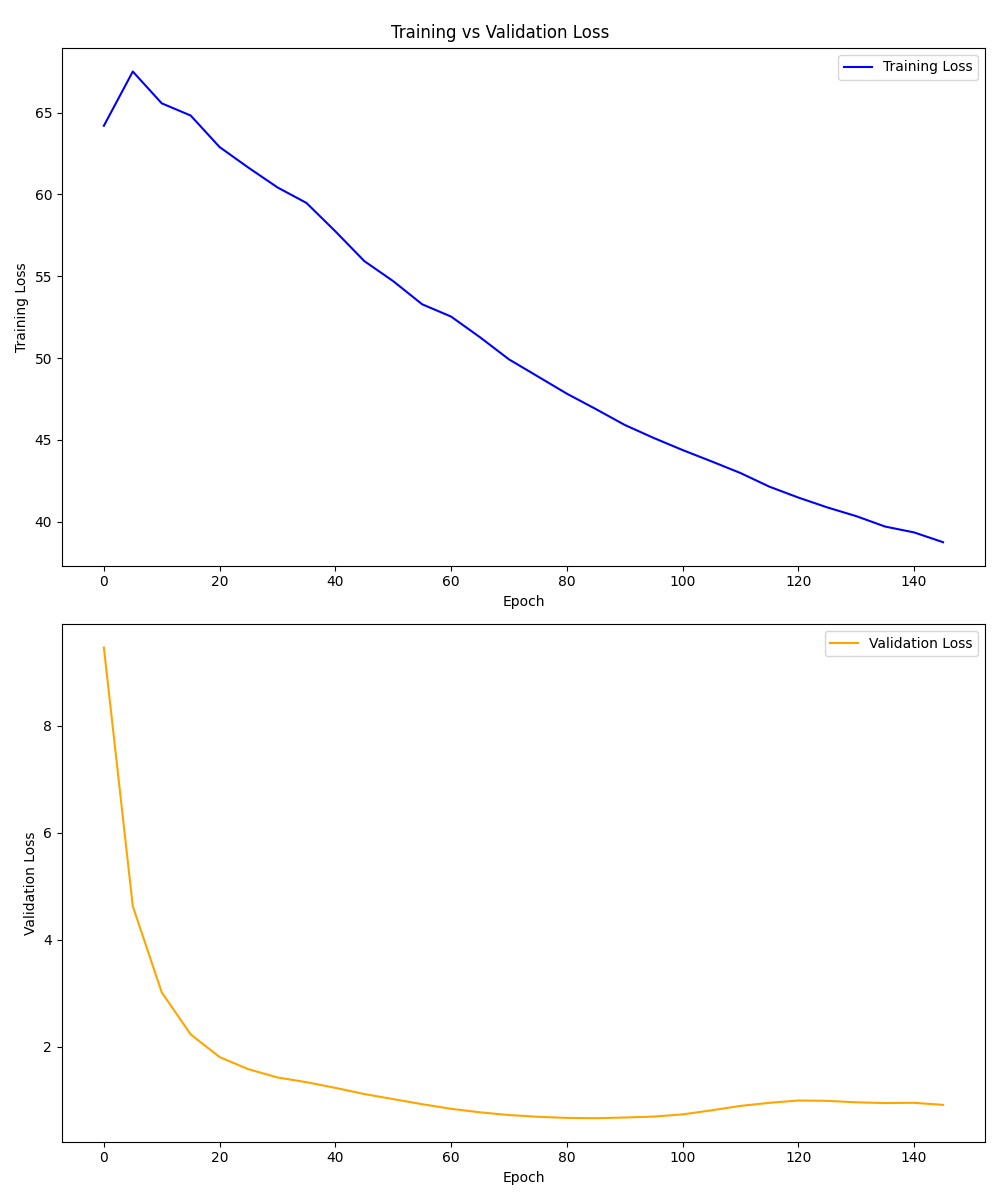 Training vs Validation Loss
Training Loss
65
60
55
50
45
40
Training Loss
0 20 40 60 80 100 120 140
Epoch
Validation Loss
8
6
4
2
Validation Loss
0 20 40 60 80 100 120 140
Epoch